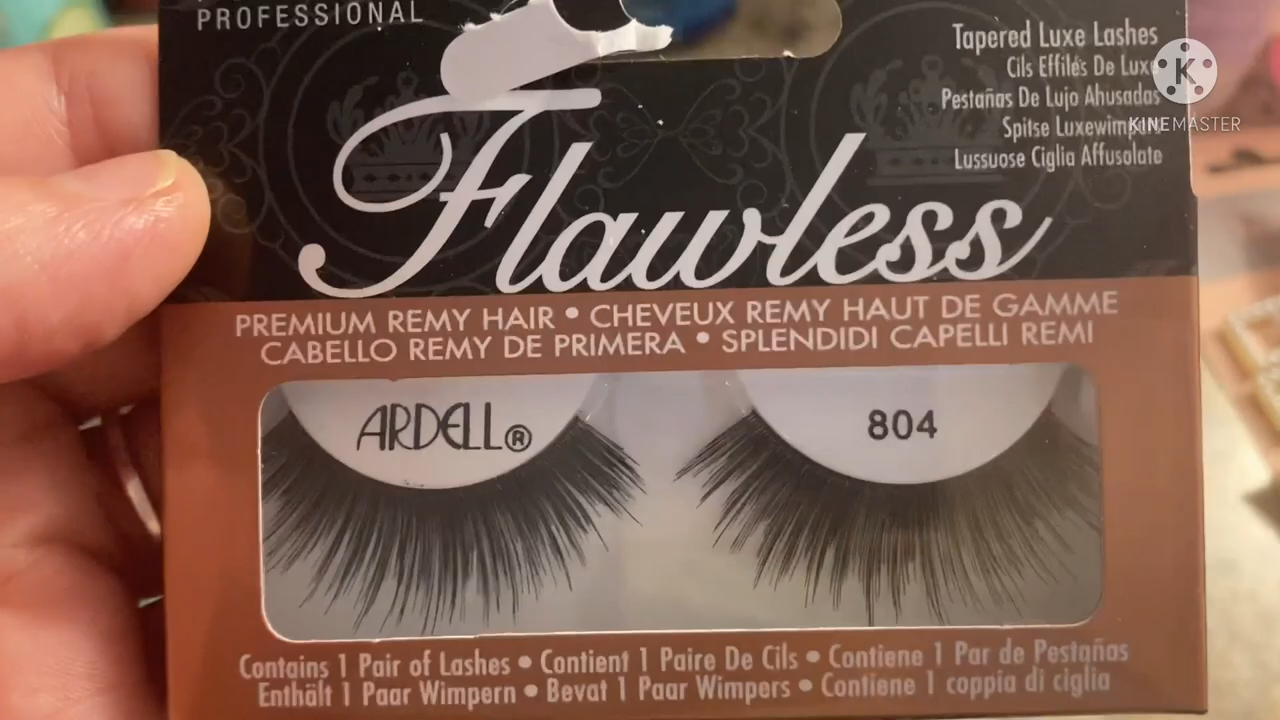 PROFESSIONAL
Tapered Luxe Lashes
Cils Effilés De Luxe
Pestañas De Lujo Ahusadas
Spitse Luxewimpers
Lussuose Ciglia Affusolate
K
KINEMASTER
Flawless
PREMIUM REMY HAIR • CHEVEUX REMY HAUT DE GAMME
CABELLO REMY DE PRIMERA • SPLENDIDI CAPELLI REMI
ARDELL®
804
Contains 1 Pair of Lashes • Contient 1 Paire De Cils • Contiene 1 Par de Pestañas
Enthält 1 Paar Wimpern • Bevat 1 Paar Wimpers • Contiene 1 coppia di ciglia